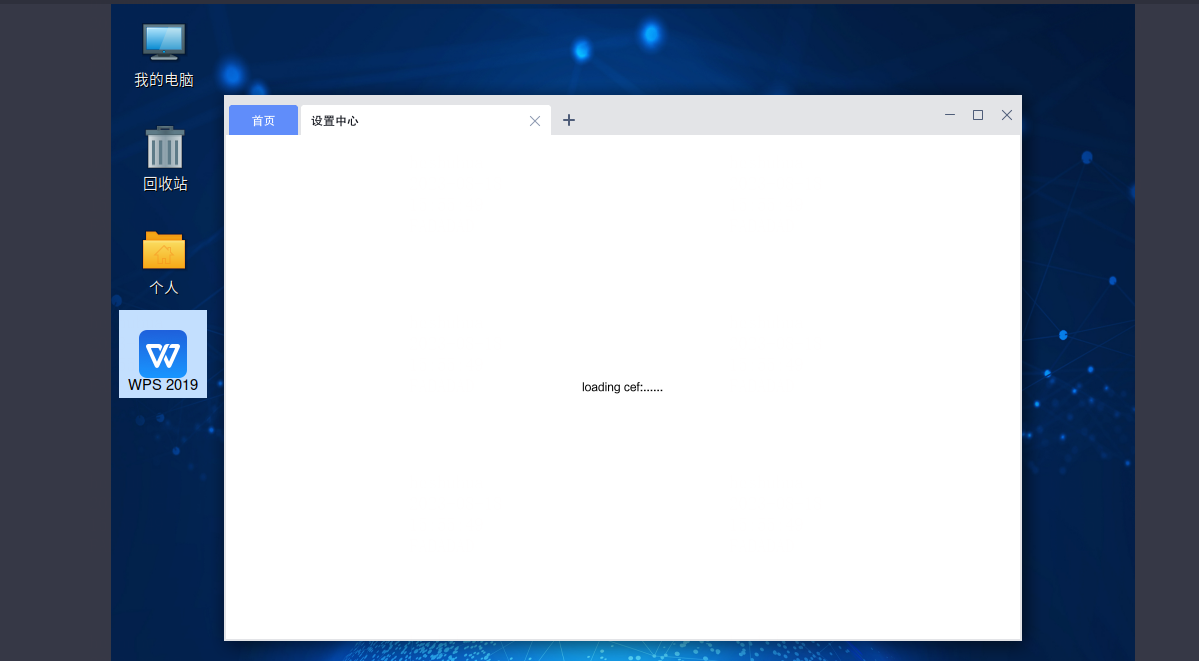 我的电脑
回收站
个人
WPS 2019
首页
设置中心
loading cef:......